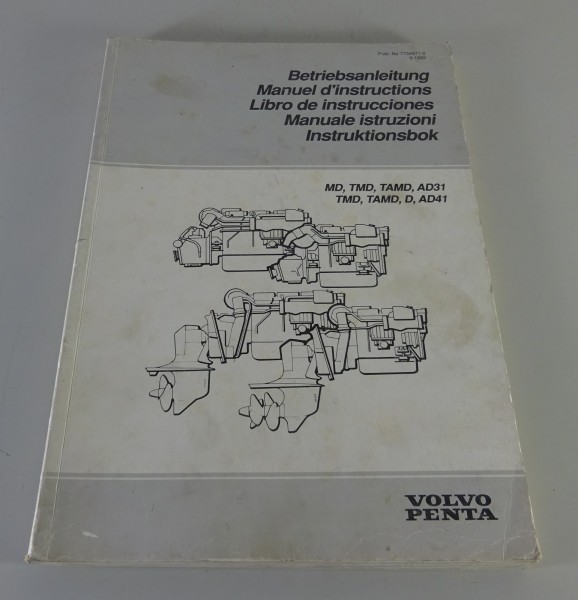 Betriebsanleitung
Manuel d'instructions
Libro de instrucciones
Manuale istruzioni
Instruktionsbok
MD, TMD, TAMD, AD31
TMD, TAMD, D, AD41
VOLVO
PENTA